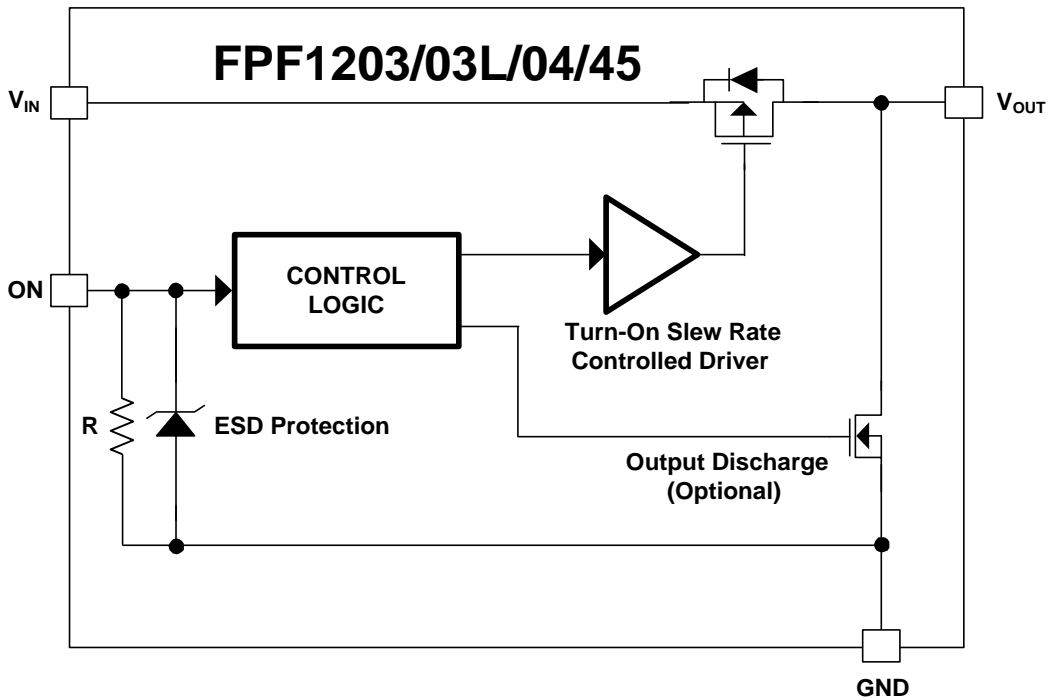 FPF1203/03L/04/45
VIN
VOUT
ON
CONTROL
LOGIC
Turn-On Slew Rate
Controlled Driver
R
ESD Protection
Output Discharge
(Optional)
GND